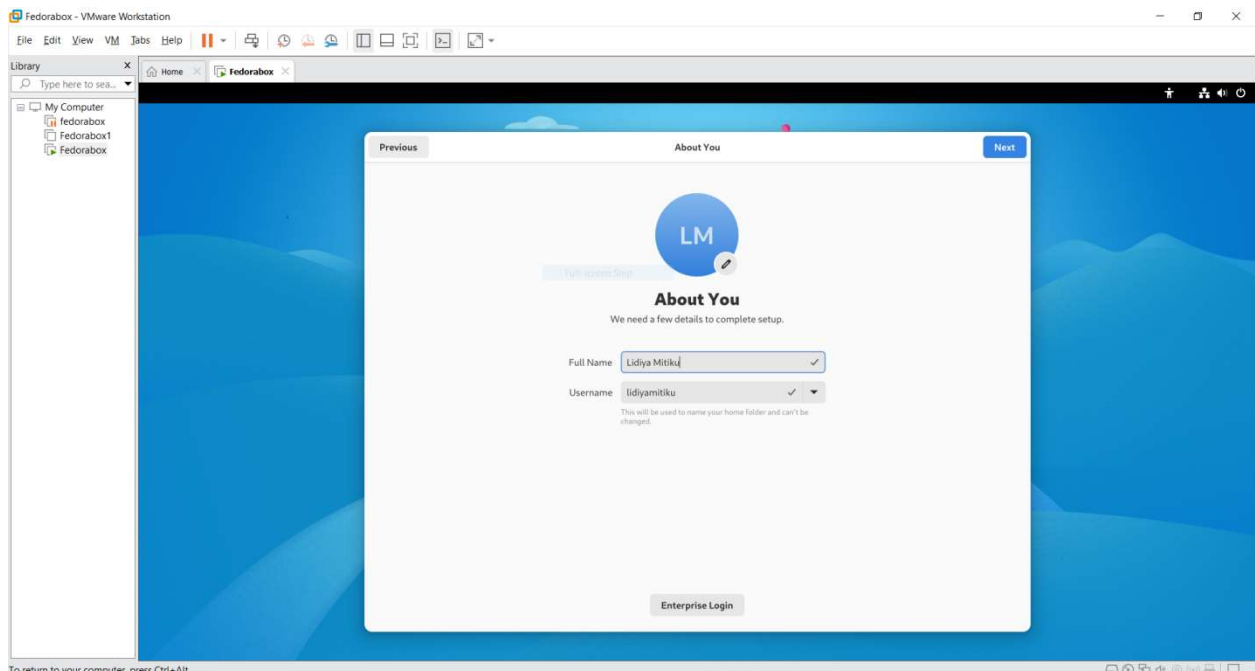 Fedorabox - VMware Workstation
File Edit View VM Tabs Help
Library X
Home X Fedorabox X
Type here to sea...
My Computer
fedorabox
Fedorabox1
Fedorabox
Previous About You Next
LM
Full-screen Snip
About You
We need a few details to complete setup.
Full Name Lidiya Mitiku
Username lidiyamitiku
This will be used to name your home folder and can't be
changed.
Enterprise Login
To return to your computer, press Ctrl+Alt.